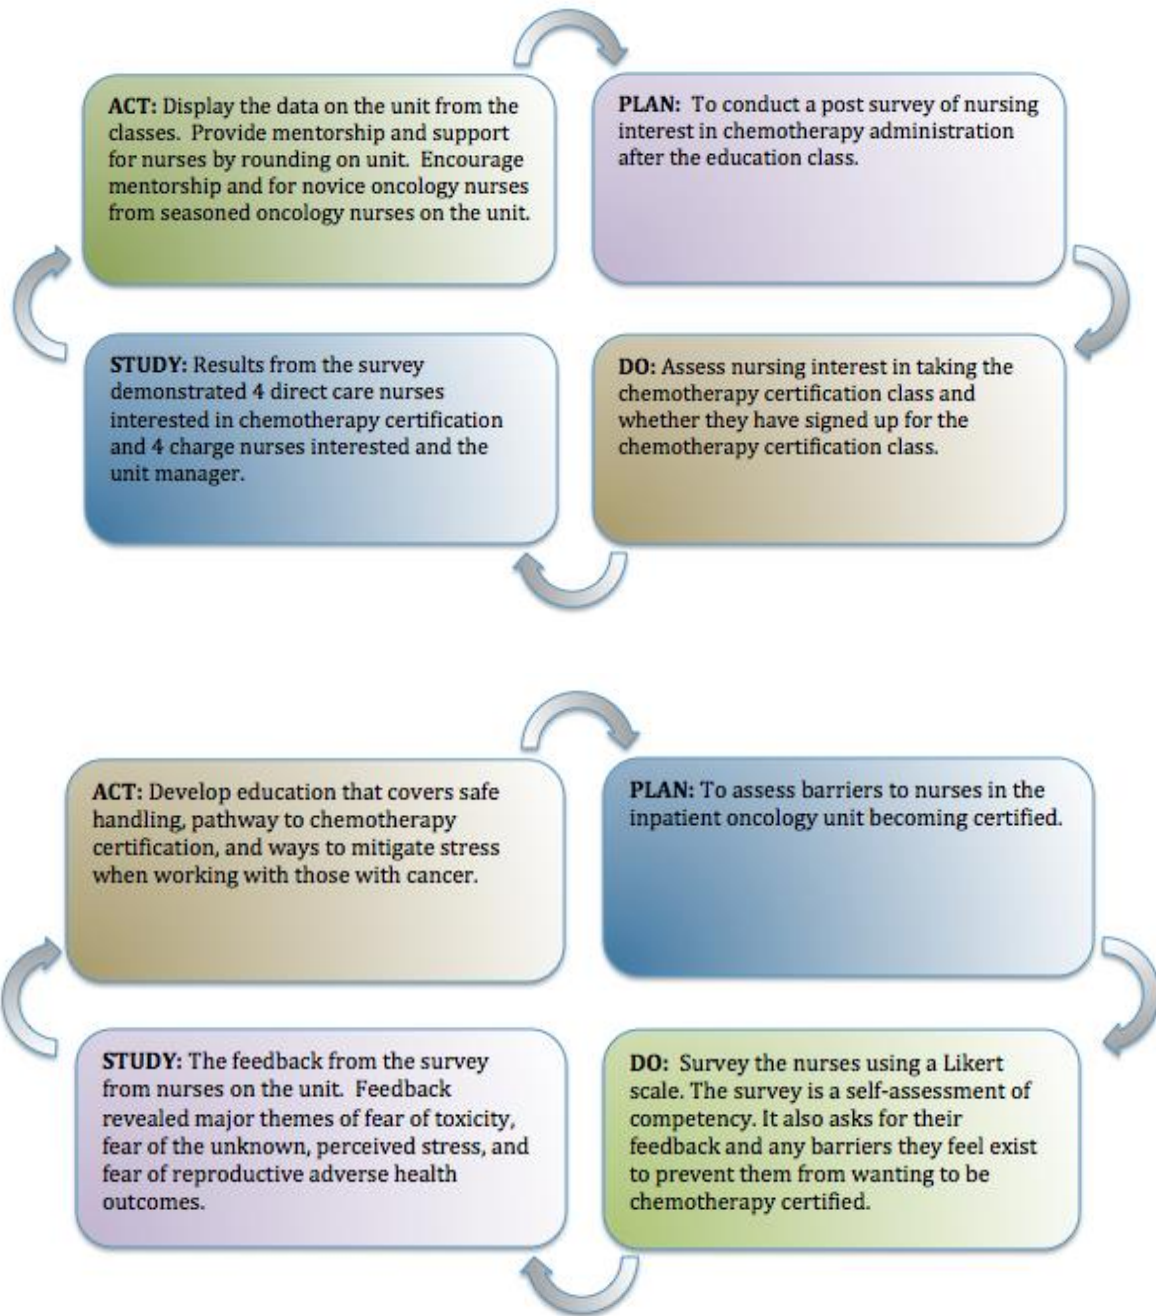 ACT: Display the data on the unit from the
classes.  Provide mentorship and support
for nurses by rounding on unit.  Encourage
mentorship and for novice oncology nurses
from seasoned oncology nurses on the unit.
PLAN:  To conduct a post survey of nursing
interest in chemotherapy administration
after the education class.
STUDY: Results from the survey
demonstrated 4 direct care nurses
interested in chemotherapy certification
and 4 charge nurses interested and the
unit manager.
DO: Assess nursing interest in taking the
chemotherapy certification class and
whether they have signed up for the
chemotherapy certification class.
ACT: Develop education that covers safe
handling, pathway to chemotherapy
certification, and ways to mitigate stress
when working with those with cancer.
PLAN: To assess barriers to nurses in the
inpatient oncology unit becoming certified.
STUDY: The feedback from the survey
from nurses on the unit.  Feedback
revealed major themes of fear of toxicity,
fear of the unknown, perceived stress, and
fear of reproductive adverse health
outcomes.
DO:  Survey the nurses using a Likert
scale. The survey is a self-assessment of
competency. It also asks for their
feedback and any barriers they feel exist
to prevent them from wanting to be
chemotherapy certified.